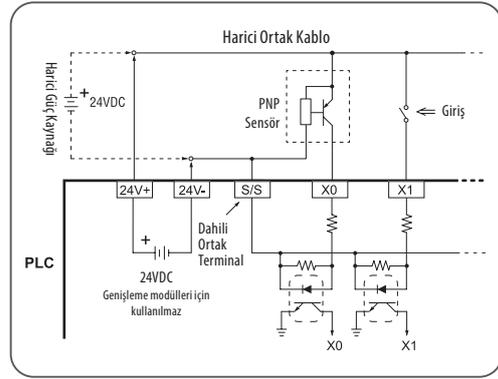 Harici Ortak Kablo
Harici Güç Kaynağı
+
24VDC
PNP
Sensör
Giriş
24V+
24V-
S/S
X0
X1
PLC
+
24VDC
Genişleme modülleri için
kullanılmaz
Dahili
Ortak
Terminal
X0
X1